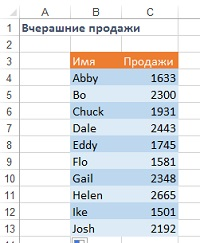 A B C
1 Вчерашние продажи
2
3 Имя Продажи
4 Abby 1633
5 Bo 2300
6 Chuck 1931
7 Dale 2443
8 Eddy 1745
9 Flo 1581
10 Gail 2348
11 Helen 2665
12 Ike 1501
13 Josh 2192